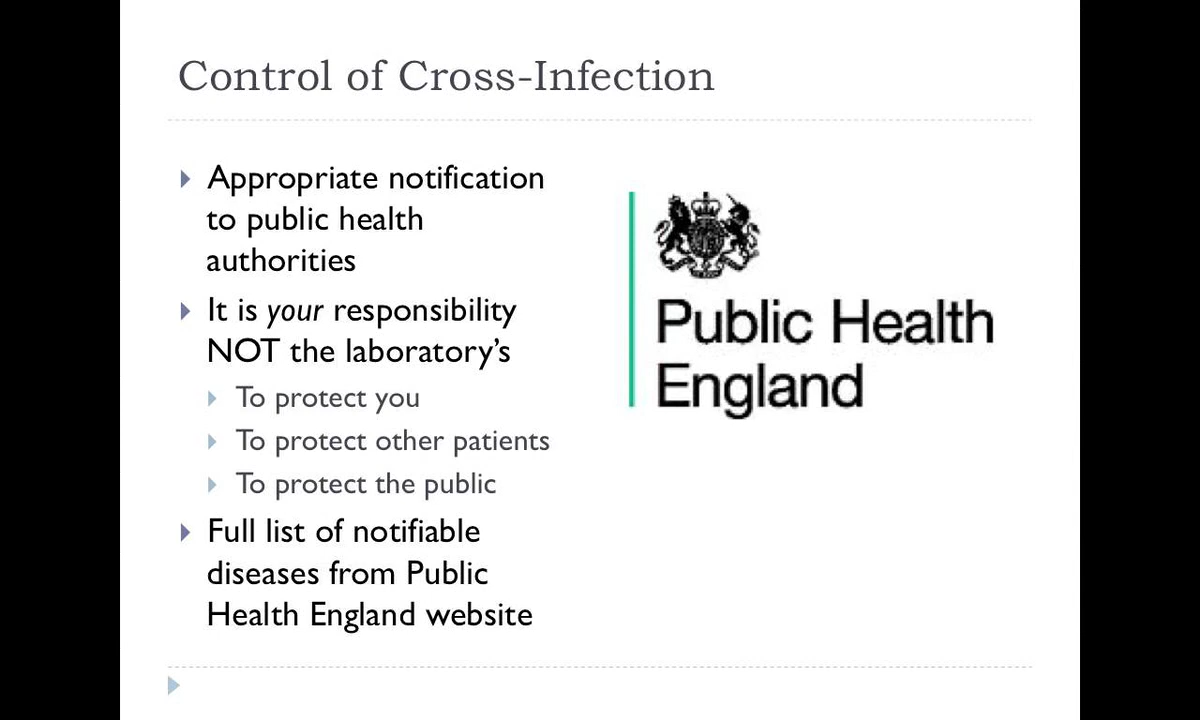 Control of Cross-Infection
Appropriate notification
to public health
authorities
It is your responsibility
NOT the laboratory’s
To protect you
To protect other patients
To protect the public
Full list of notifiable
diseases from Public
Health England website
Public Health
England